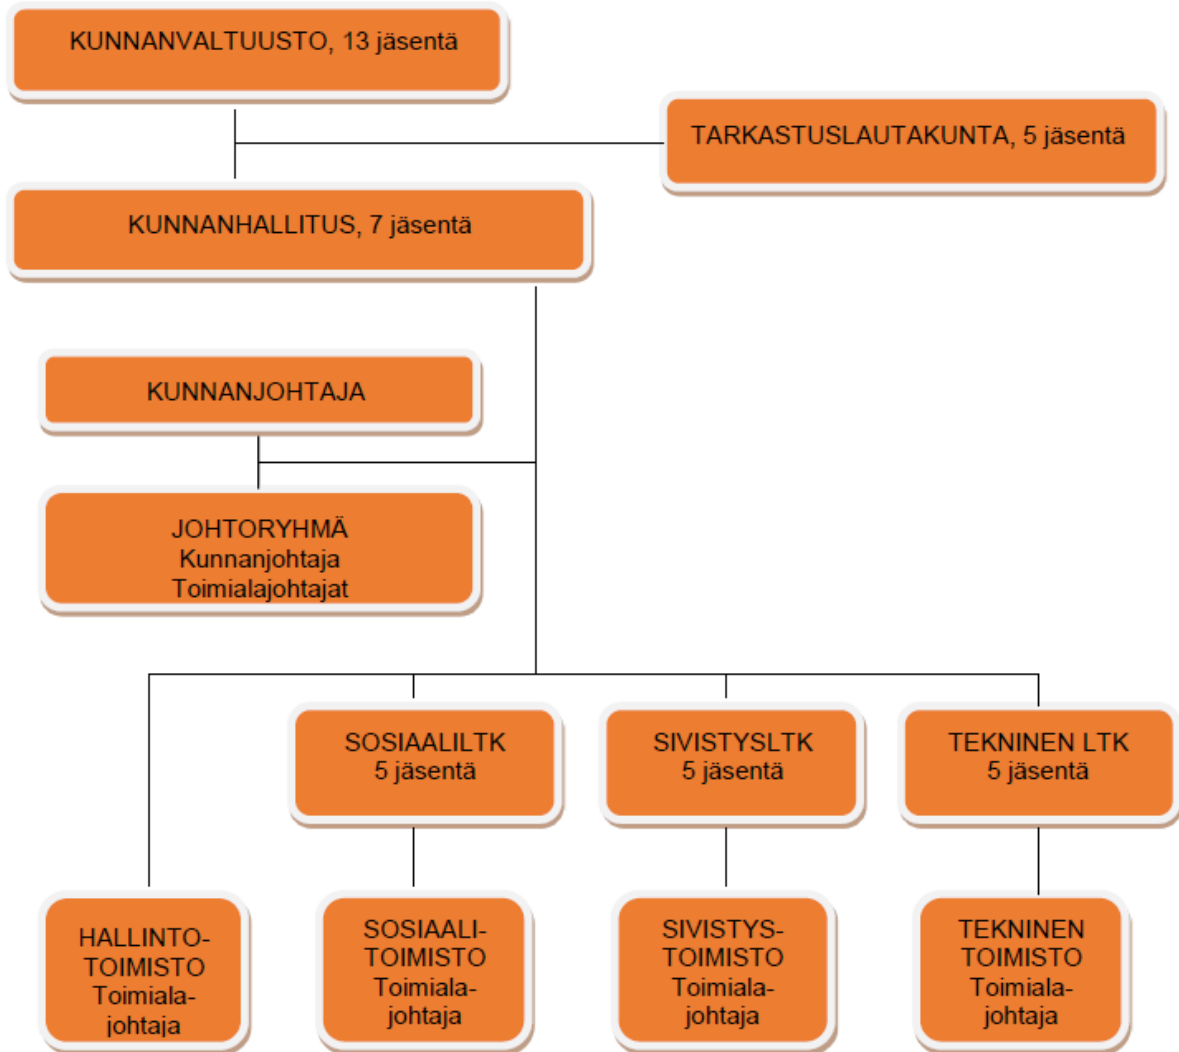 KUNNANVALTUUSTO, 13 jäsentä
TARKASTUSLAUTAKUNTA, 5 jäsentä
KUNNANHALLITUS, 7 jäsentä
KUNNANJOHTAJA
JOHTORYHMÄ
Kunnanjohtaja
Toimialajohtajat
SOSIAALILTK
5 jäsentä
SIVISTYSLTK
5 jäsentä
TEKNINEN LTK
5 jäsentä
HALLINTO-
TOIMISTO
Toimiala-
johtaja
SOSIAALI-
TOIMISTO
Toimiala-
johtaja
SIVISTYS-
TOIMISTO
Toimiala-
johtaja
TEKNINEN
TOIMISTO
Toimiala-
johtaja